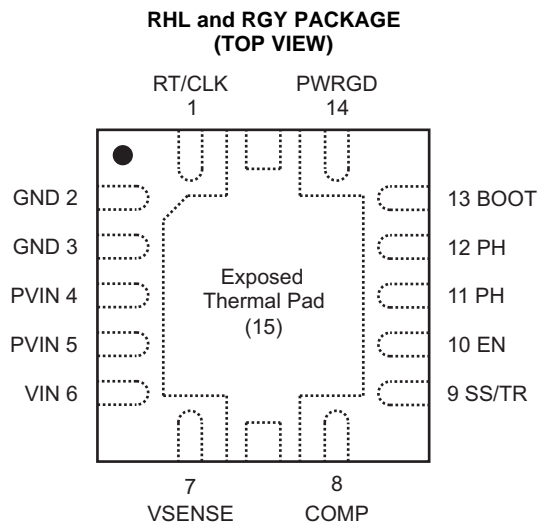 RHL and RGY PACKAGE
(TOP VIEW)
RT/CLK
1
PWRGD
14
GND 2
GND 3
PVIN 4
PVIN 5
VIN 6
Exposed
Thermal Pad
(15)
13 BOOT
12 PH
11 PH
10 EN
9 SS/TR
7
VSENSE
8
COMP